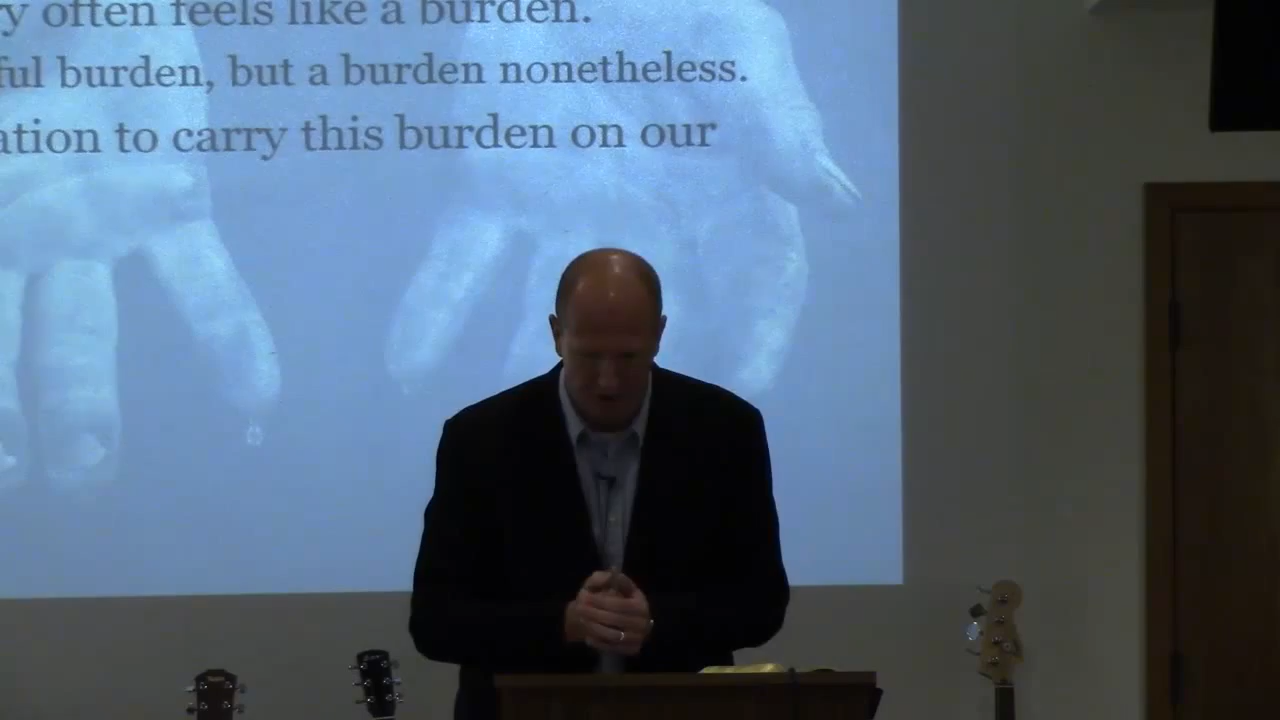 y often feels like a burden.
ful burden, but a burden nonetheless.
ation to carry this burden on our